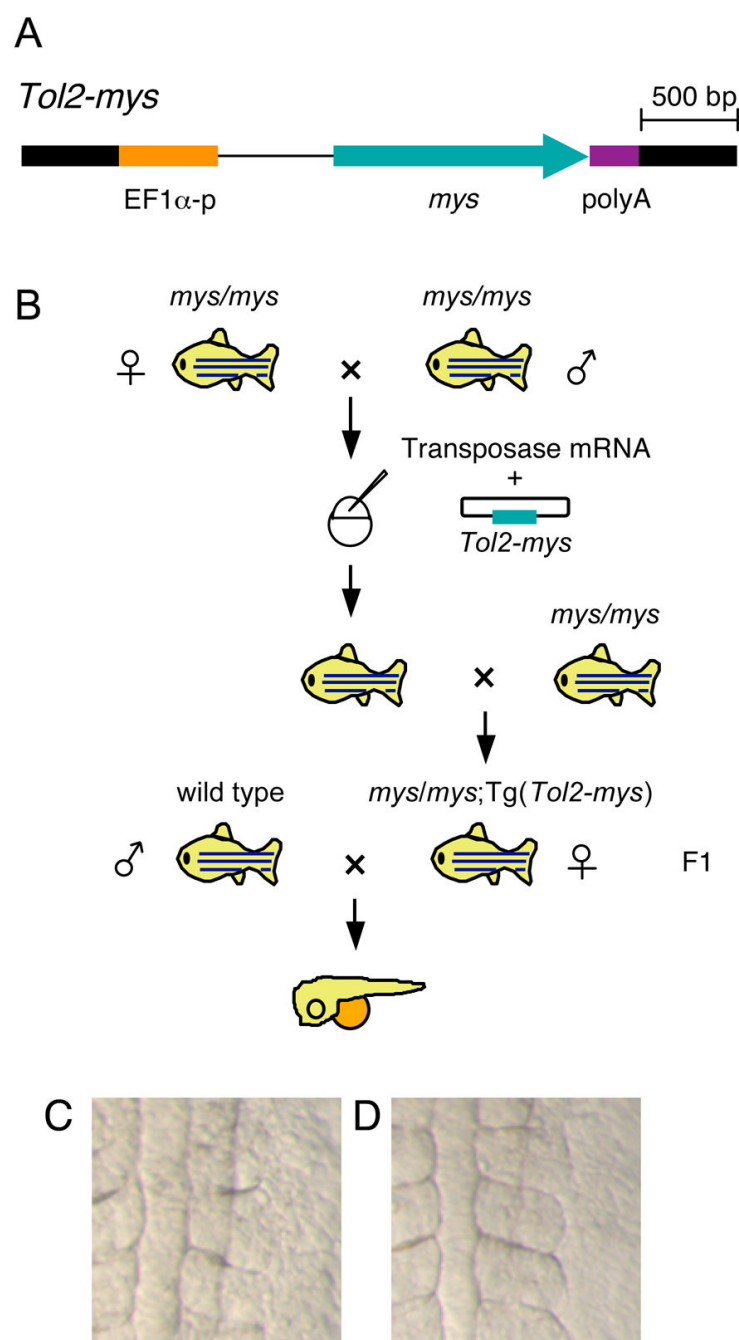 A
Tol2-mys
500 bp
EF1α-p mys polyA
B
mys/mys mys/mys
♀ × ♂
Transposase mRNA
+
Tol2-mys
mys/mys
×
wild type mys/mys;Tg(Tol2-mys)
♂ × ♀ F1
C D